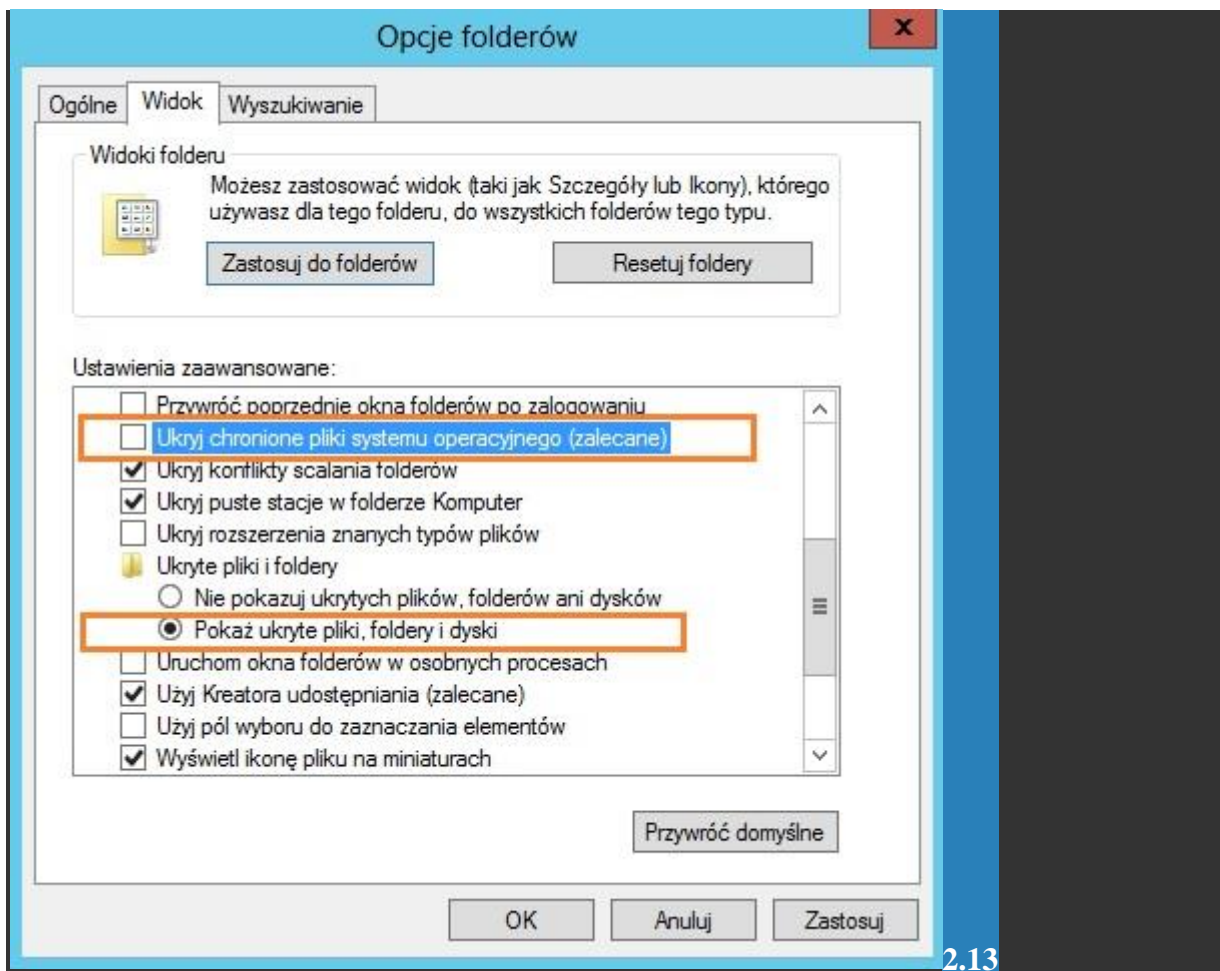 Opcje folderów
x
Ogólne Widok Wyszukiwanie
Widoki folderu
Możesz zastosować widok (taki jak Szczegóły lub Ikony), którego
używasz dla tego folderu, do wszystkich folderów tego typu.
Zastosuj do folderów Resetuj foldery
Ustawienia zaawansowane:
Przywróć poprzednie okna folderów po zalogowaniu
Ukryj chronione pliki systemu operacyjnego (zalecane)
Ukryj konflikty scalania folderów
Ukryj puste stacje w folderze Komputer
Ukryj rozszerzenia znanych typów plików
Ukryte pliki i foldery
Nie pokazuj ukrytych plików, folderów ani dysków
Pokaż ukryte pliki, foldery i dyski
Uruchom okna folderów w osobnych procesach
Użyj Kreatora udostępniania (zalecane)
Użyj pól wyboru do zaznaczania elementów
Wyświetl ikonę pliku na miniaturach
Przywróć domyślne
OK Anuluj Zastosuj
2.13